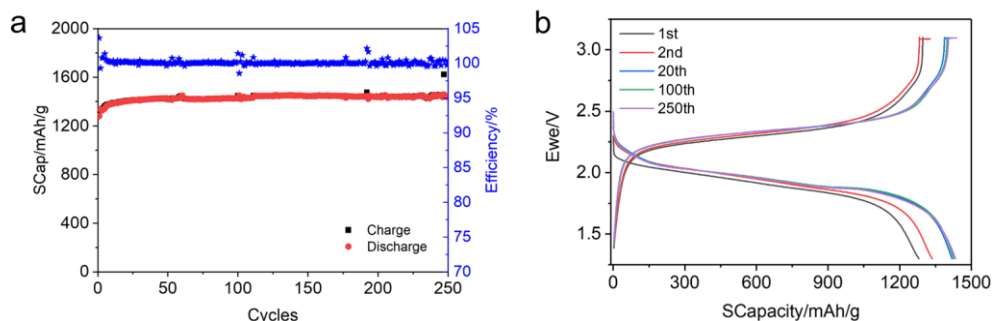 a
2000
1600
1200
800
400
0
SCap/mAh/g
0
50
100
150
200
250
Cycles
105
100
95
90
85
80
75
70
Efficiency/%
Charge
Discharge
b
3.0
2.5
2.0
1.5
Ewe/V
0
300
600
900
1200
1500
SCapacity/mAh/g
1st
2nd
20th
100th
250th